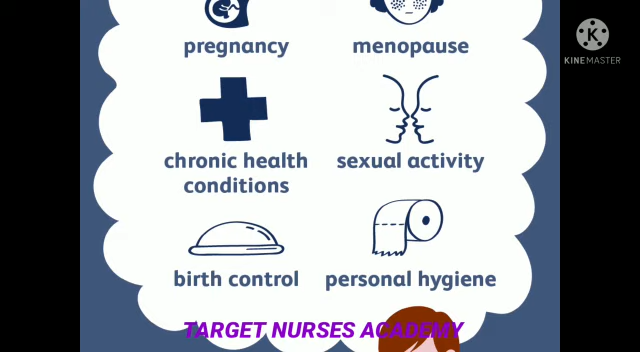 pregnancy
menopause
chronic health
conditions
sexual activity
birth control
personal hygiene
TARGET NURSES ACADEMY
K
KINEMASTER